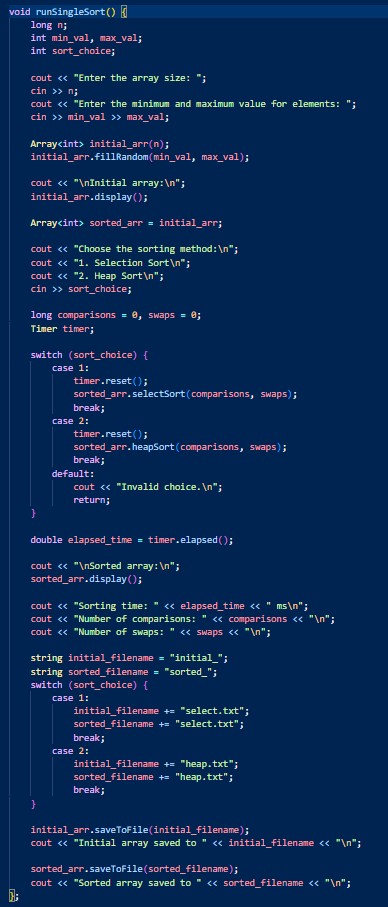 void runSingleSort() {
    long n;
    int min_val, max_val;
    int sort_choice;

    cout << "Enter the array size: ";
    cin >> n;
    cout << "Enter the minimum and maximum value for elements: ";
    cin >> min_val >> max_val;

    Array<int> initial_arr(n);
    initial_arr.fillRandom(min_val, max_val);

    cout << "\nInitial array:\n";
    initial_arr.display();

    Array<int> sorted_arr = initial_arr;

    cout << "Choose the sorting method:\n";
    cout << "1. Selection Sort\n";
    cout << "2. Heap Sort\n";
    cin >> sort_choice;

    long comparisons = 0, swaps = 0;
    Timer timer;

    switch (sort_choice) {
        case 1:
            timer.reset();
            sorted_arr.selectSort(comparisons, swaps);
            break;
        case 2:
            timer.reset();
            sorted_arr.heapSort(comparisons, swaps);
            break;
        default:
            cout << "Invalid choice.\n";
            return;
    }

    double elapsed_time = timer.elapsed();

    cout << "\nSorted array:\n";
    sorted_arr.display();

    cout << "Sorting time: " << elapsed_time << " ms\n";
    cout << "Number of comparisons: " << comparisons << "\n";
    cout << "Number of swaps: " << swaps << "\n";

    string initial_filename = "initial_";
    string sorted_filename = "sorted_";
    switch (sort_choice) {
        case 1:
            initial_filename += "select.txt";
            sorted_filename += "select.txt";
            break;
        case 2:
            initial_filename += "heap.txt";
            sorted_filename += "heap.txt";
            break;
    }

    initial_arr.saveToFile(initial_filename);
    cout << "Initial array saved to " << initial_filename << "\n";

    sorted_arr.saveToFile(sorted_filename);
    cout << "Sorted array saved to " << sorted_filename << "\n";
};